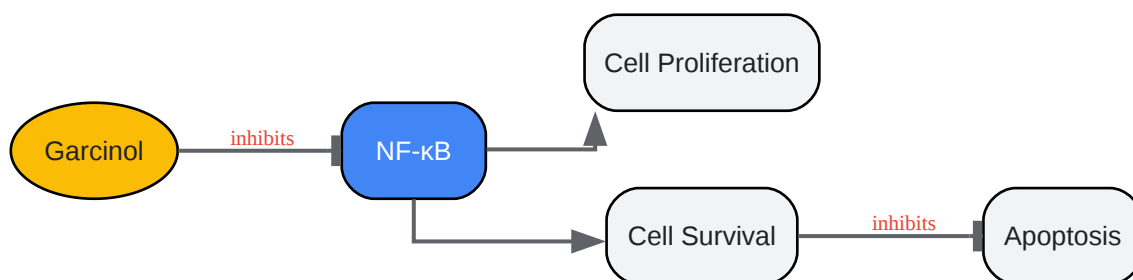 Cell Proliferation
Garcinol
inhibits
NF-κB
Cell Survival
inhibits
Apoptosis